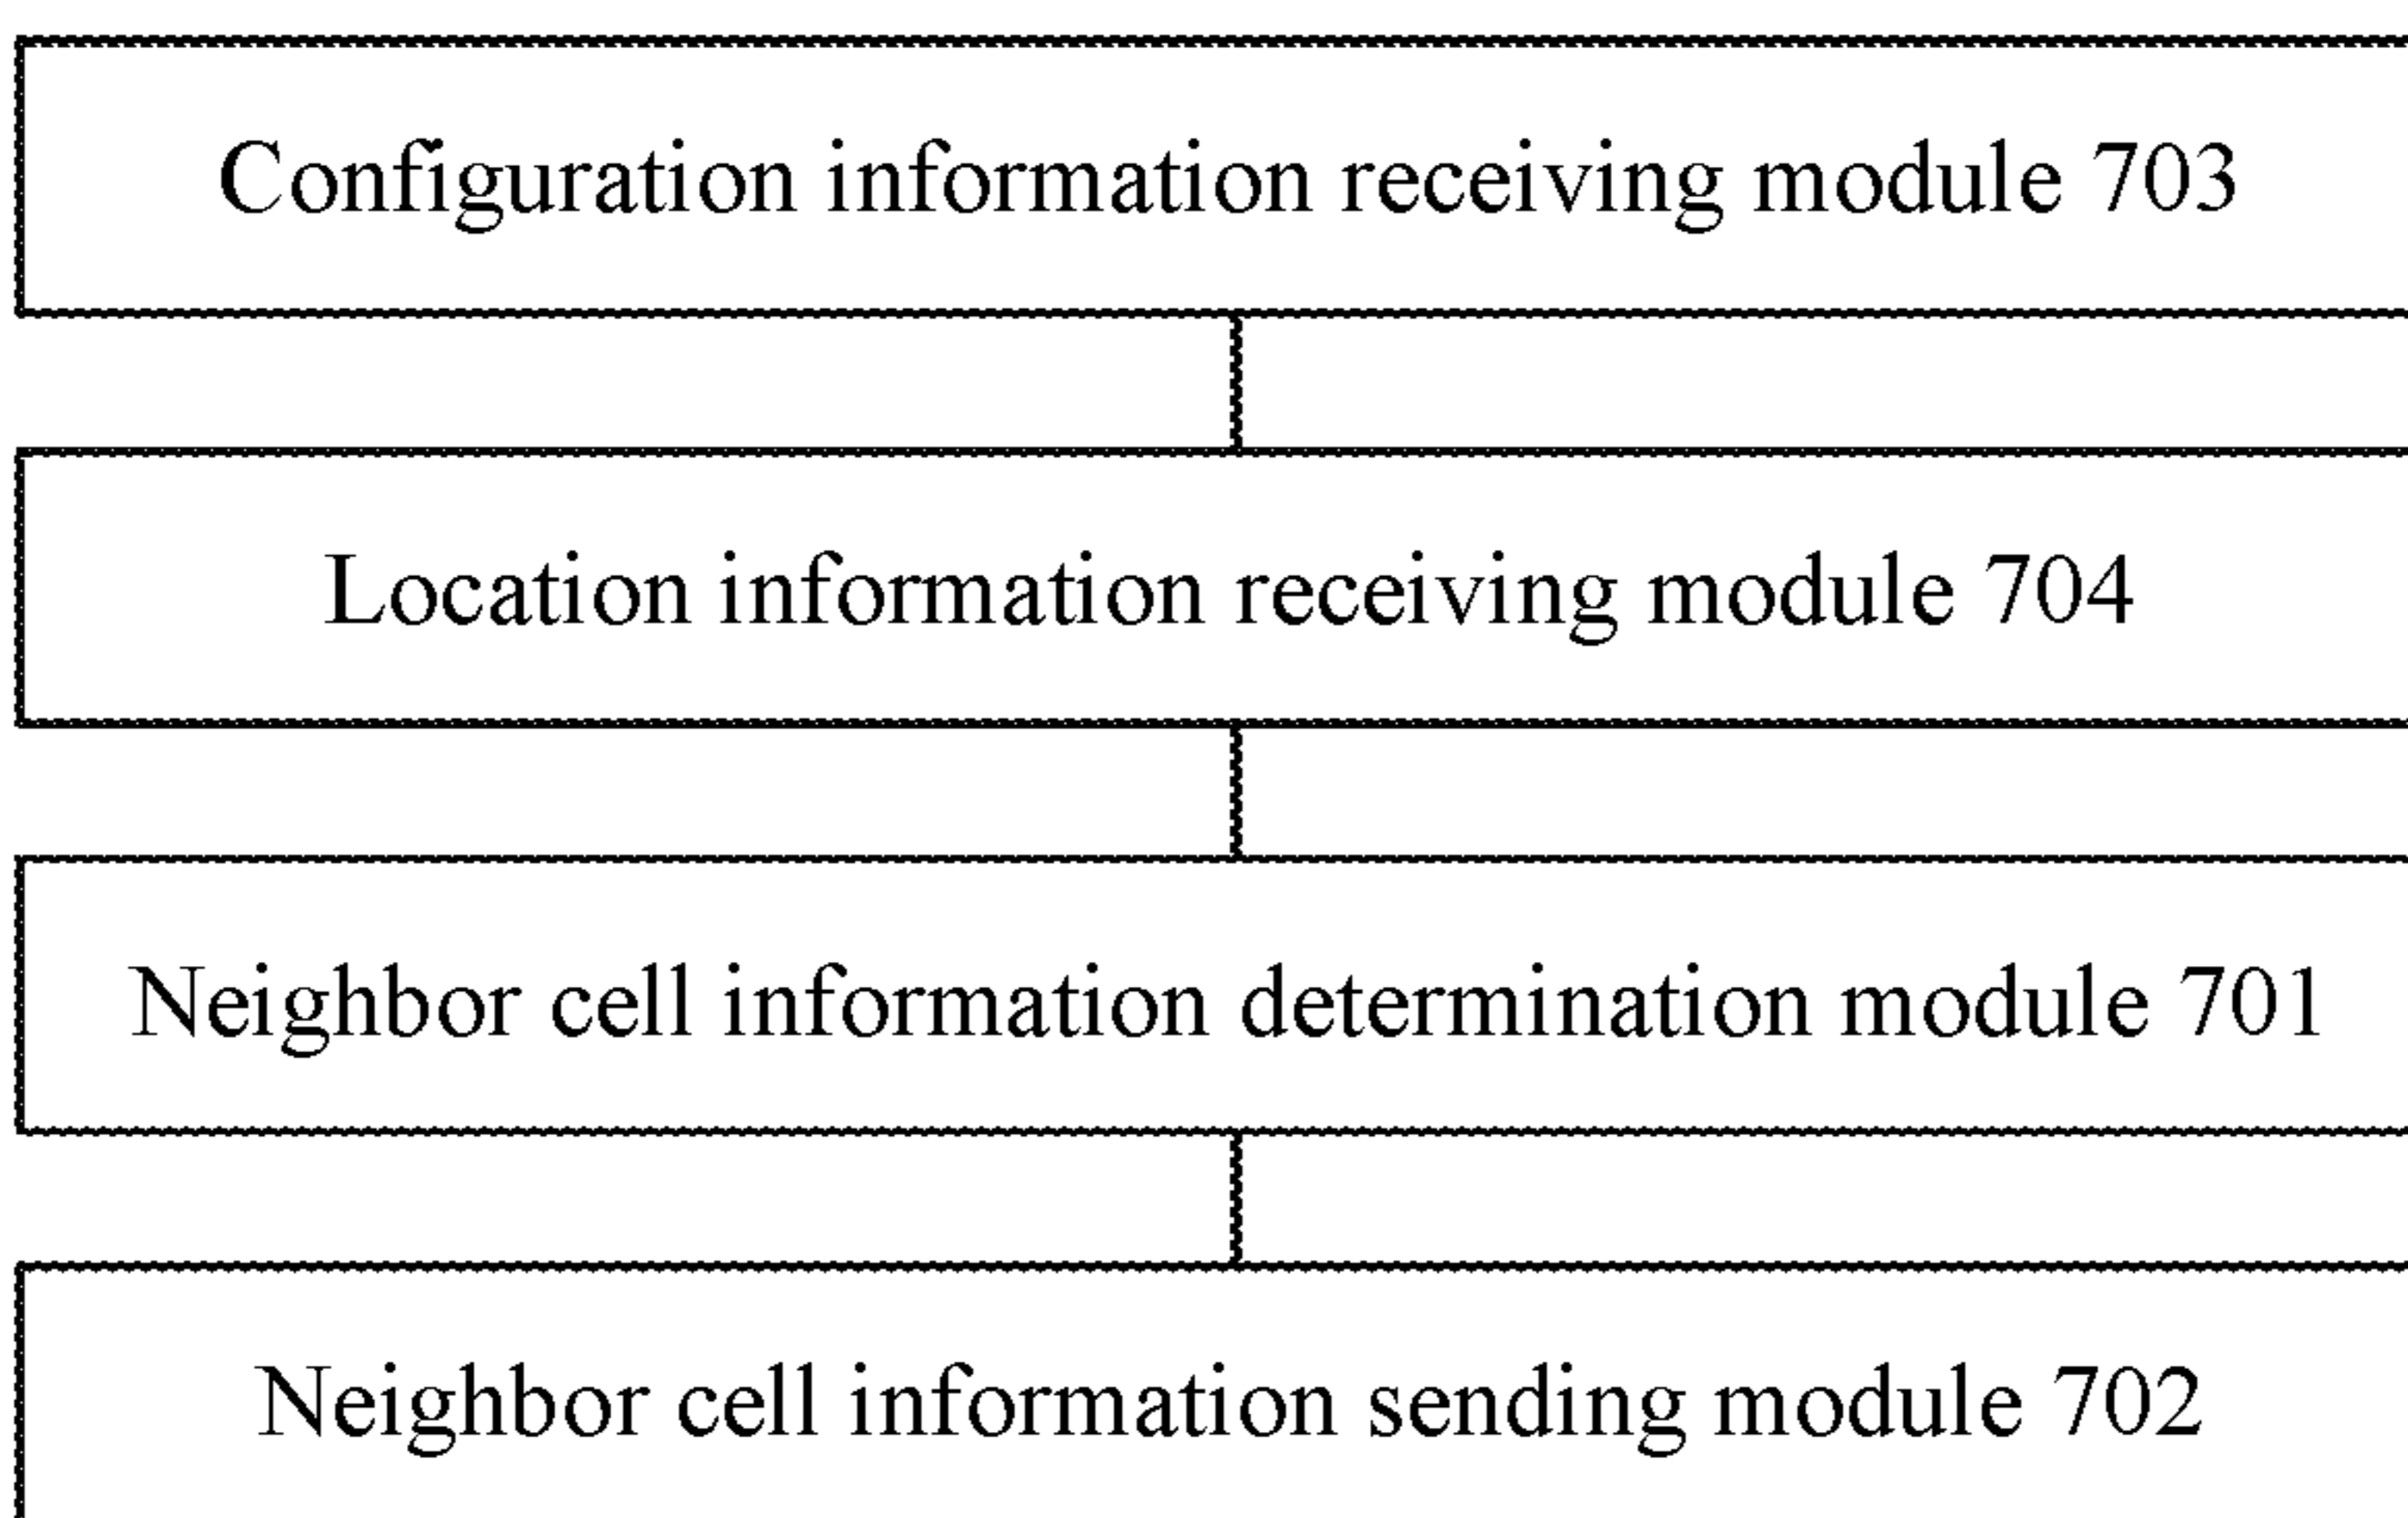 Configuration information receiving module 703
Location information receiving module 704
Neighbor cell information determination module 701
Neighbor cell information sending module 702